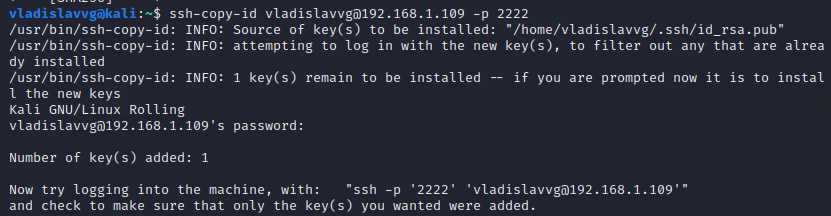 vladislavvg@kali:~$ ssh-copy-id vladislavvg@192.168.1.109 -p 2222
/usr/bin/ssh-copy-id: INFO: Source of key(s) to be installed: "/home/vladislavvg/.ssh/id_rsa.pub"
/usr/bin/ssh-copy-id: INFO: attempting to log in with the new key(s), to filter out any that are alrea
dy installed
/usr/bin/ssh-copy-id: INFO: 1 key(s) remain to be installed -- if you are prompted now it is to instal
l the new keys
Kali GNU/Linux Rolling
vladislavvg@192.168.1.109's password:
Number of key(s) added: 1
Now try logging into the machine, with:   "ssh -p '2222' 'vladislavvg@192.168.1.109'"
and check to make sure that only the key(s) you wanted were added.